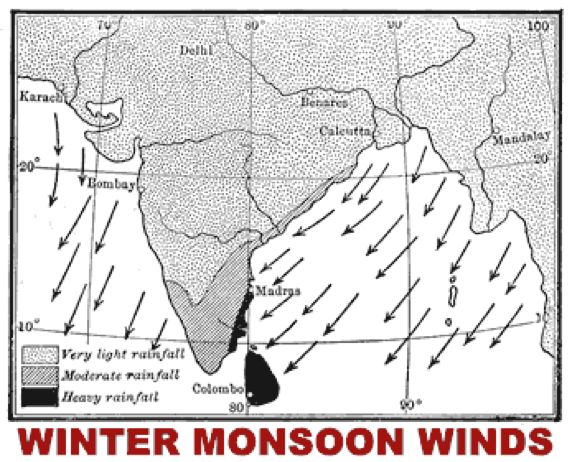 70°
80°
90
100
Delhi
Karachi
Benares
Calcutta
Mandalay
20°
20°
Bombay
Madras
10°
Very light rainfall
Moderate rainfall
Heavy rainfall
Colombo
80
90°
WINTER MONSOON WINDS